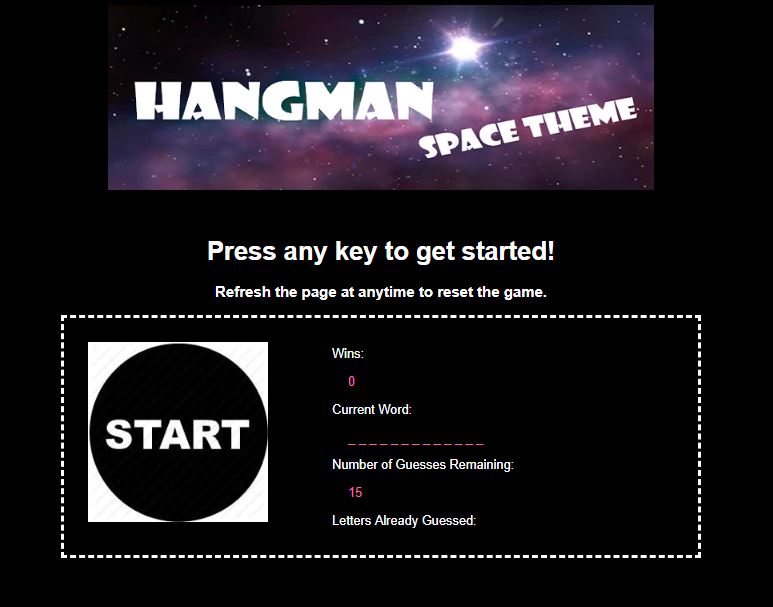 HANGMAN
SPACE THEME
Press any key to get started!
Refresh the page at anytime to reset the game.
START
Wins:
0
Current Word:
_ _ _ _ _ _ _ _ _ _ _ _ _
Number of Guesses Remaining:
15
Letters Already Guessed: